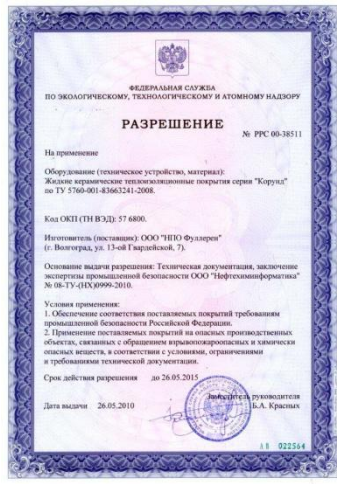 ФЕДЕРАЛЬНАЯ СЛУЖБА
ПО ЭКОЛОГИЧЕСКОМУ, ТЕХНОЛОГИЧЕСКОМУ И АТОМНОМУ НАДЗОРУ
РАЗРЕШЕНИЕ
№ РРС 00-38511
На применение
Оборудование (техническое устройство, материал):
Жидкие керамические теплоизоляционные покрытия серии "Корунд"
по ТУ 5760-001-83663241-2008.
Код ОКП (ТН ВЭД): 57 6800.
Изготовитель (поставщик): ООО "НПО Фуллерен"
(г. Волгоград, ул. 13-ой Гвардейской, 7).
Основание выдачи разрешения: Техническая документация, заключение
экспертизы промышленной безопасности ООО "Нефтехиминформатика"
№ 08-ТУ-(НХ)0999-2010.
Условия применения:
1. Обеспечение соответствия поставляемых покрытий требованиям
промышленной безопасности Российской Федерации.
2. Применение поставляемых покрытий на опасных производственных
объектах, связанных с обращением взрывопожароопасных и химически
опасных веществ, в соответствии с условиями, ограничениями
и требованиями технической документации.
Срок действия разрешения до 26.05.2015
Заместитель руководителя
Дата выдачи 26.05.2010 Б.А. Красных
АВ 022564